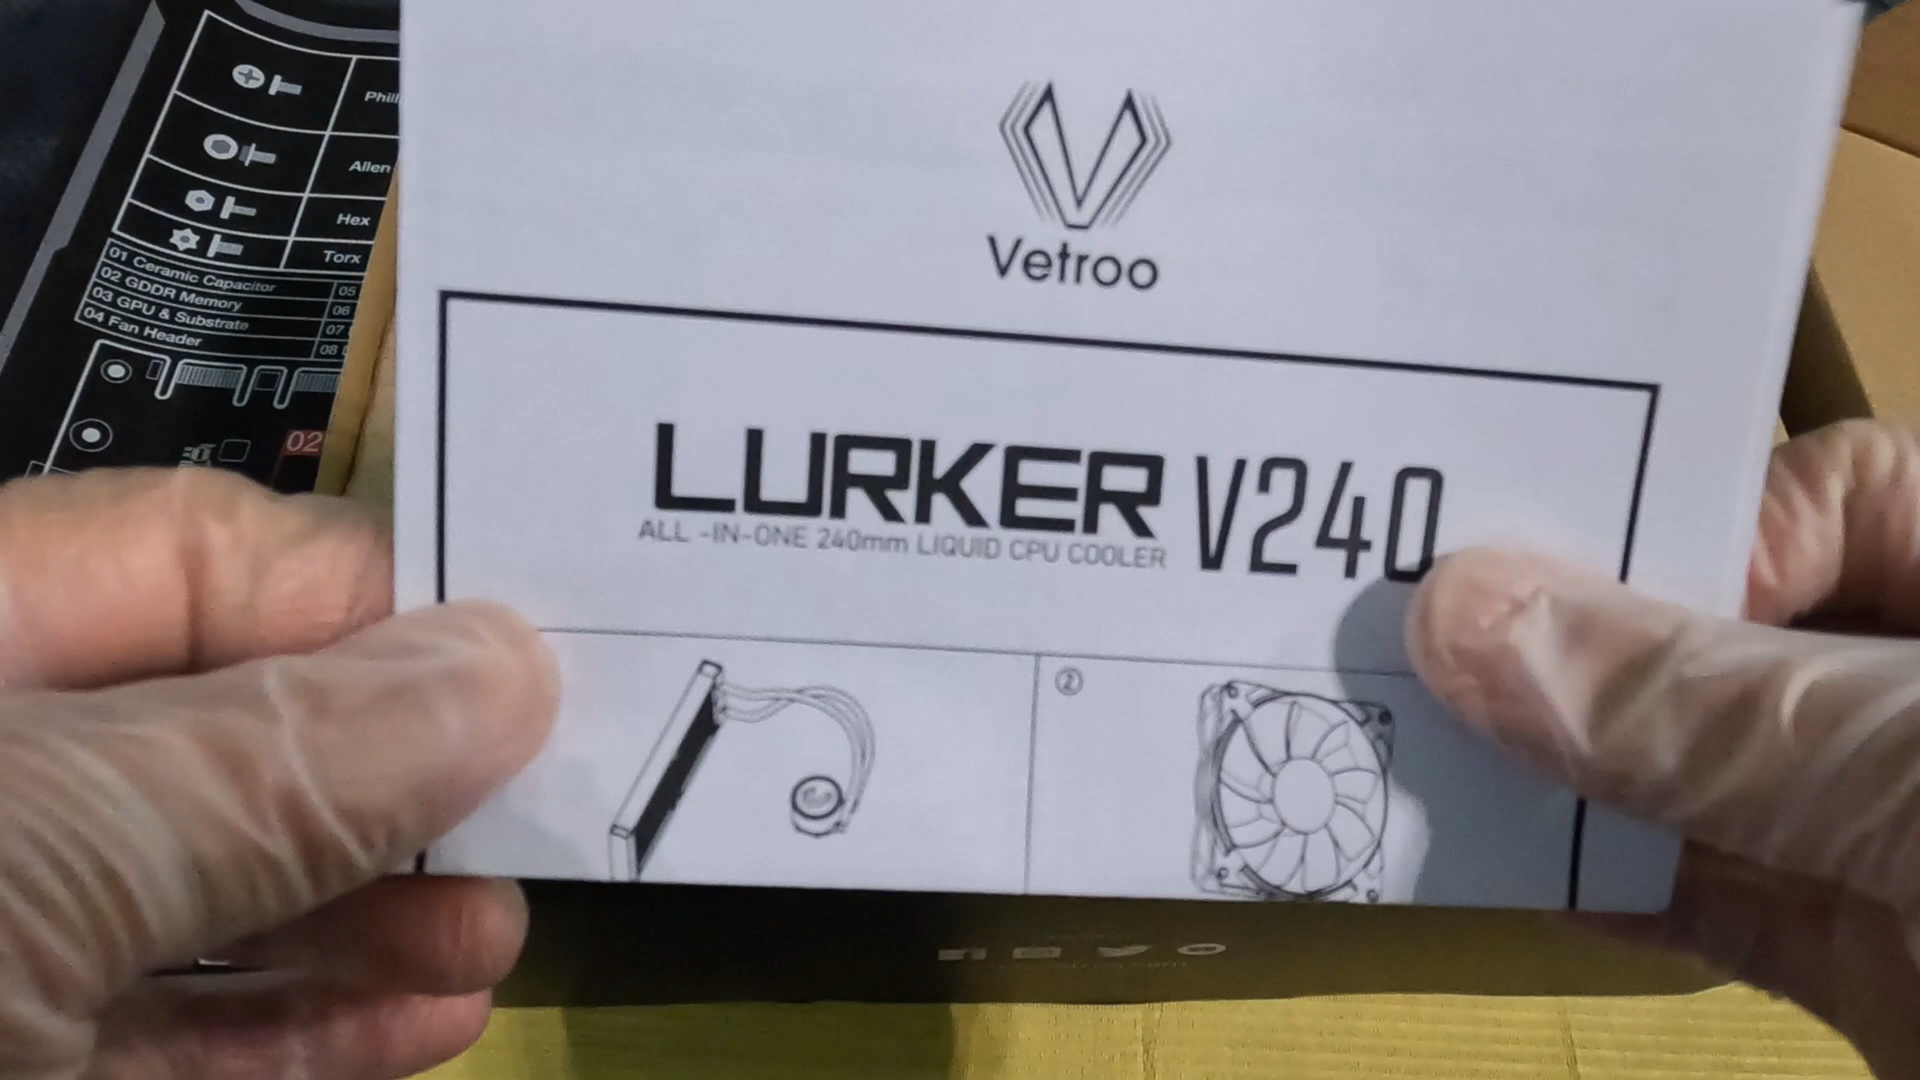 Vetroo
LURKER V240
ALL -IN-ONE 240mm LIQUID CPU COOLER
②
Allen
Hex
Torx
01 Ceramic Capacitor 05
02 GDDR Memory 06
03 GPU & Substrate 07
04 Fan Header 08
02